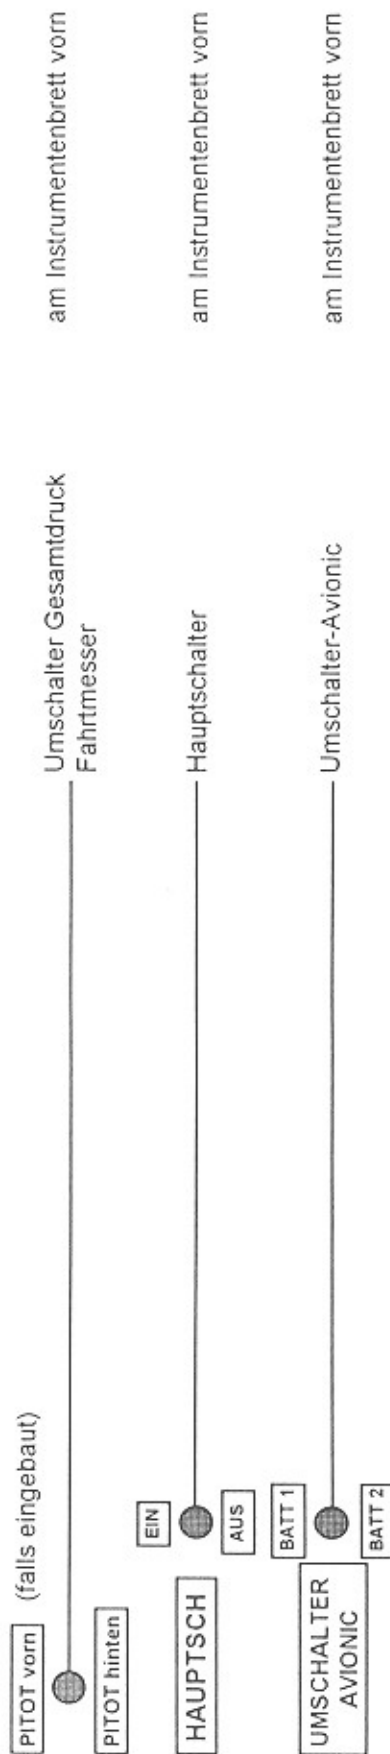 PITOT vorn
(falls eingebaut)
PITOT hinten
Umschalter Gesamtdruck
Fahrtmesser
am Instrumentenbrett vorn
HAUPTSCH
EIN
AUS
Hauptschalter
am Instrumentenbrett vorn
UMSCHALTER
AVIONIC
BATT 1
BATT 2
Umschalter-Avionic
am Instrumentenbrett vorn